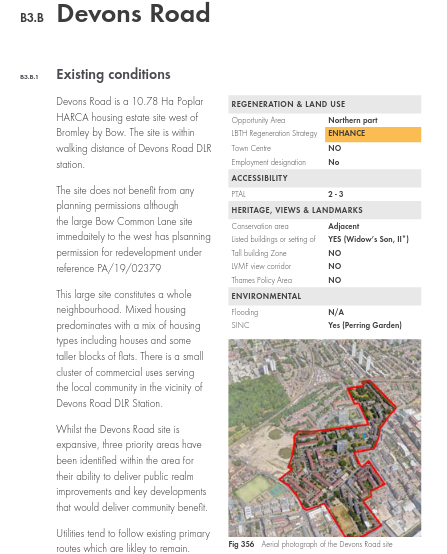 B3.B Devons Road
B3.B.1 Existing conditions
Devons Road is a 10.78 Ha Poplar
HARCA housing estate site west of
Bromley by Bow. The site is within
walking distance of Devons Road DLR
station.
The site does not benefit from any
planning permissions although
the large Bow Common Lane site
immedaitely to the west has plsanning
permission for redevelopment under
reference PA/19/02379
This large site constitutes a whole
neighbourhood. Mixed housing
predominates with a mix of housing
types including houses and some
taller blocks of flats. There is a small
cluster of commercial uses serving
the local community in the vicinity of
Devons Road DLR Station.
Whilst the Devons Road site is
expansive, three priority areas have
been identified within the area for
their ability to deliver public realm
improvements and key developments
that would deliver community benefit.
Utilities tend to follow existing primary
routes which are likley to remain.
REGENERATION & LAND USE
Opportunity Area Northern part
LBTH Regeneration Strategy ENHANCE
Town Centre NO
Employment designation No
ACCESSIBILITY
PTAL 2 - 3
HERITAGE, VIEWS & LANDMARKS
Conservation area Adjacent
Listed buildings or setting of YES (Widow's Son, II*)
Tall building Zone NO
LVMF view corridor NO
Thames Policy Area NO
ENVIRONMENTAL
Flooding N/A
SINC Yes (Perring Garden)
Fig 356 Aerial photograph of the Devons Road site